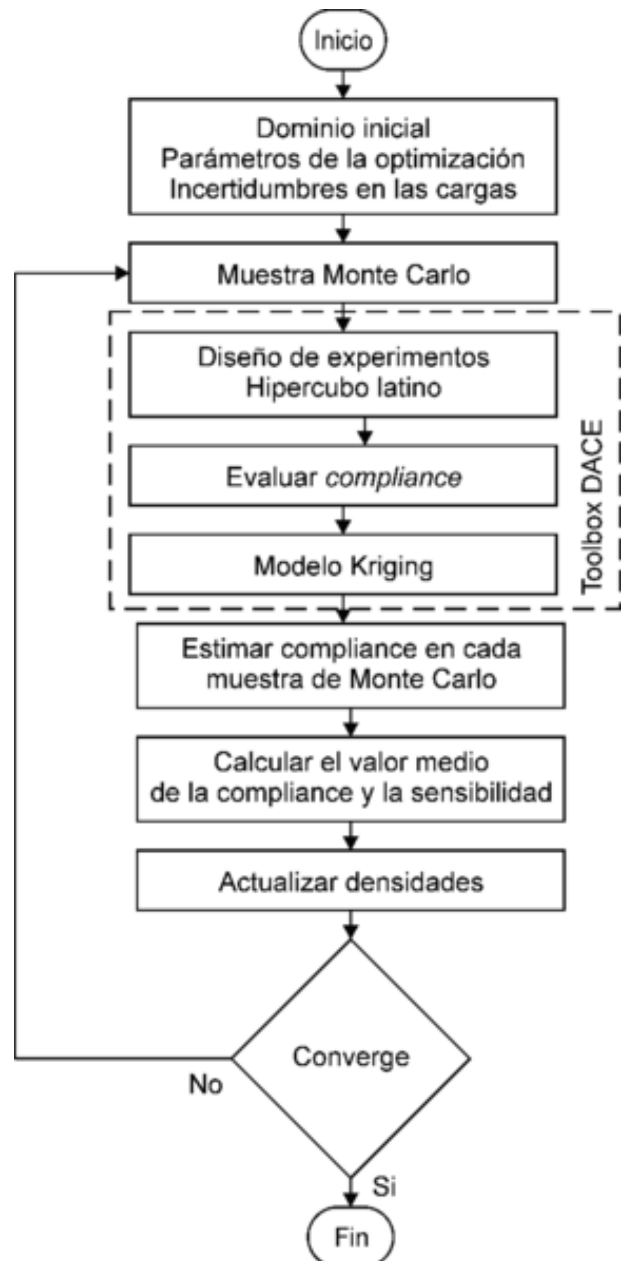 Inicio
Dominio inicial
Parámetros de la optimización
Incertidumbres en las cargas
Muestra Monte Carlo
Diseño de experimentos
Hipercubo latino
Evaluar compliance
Modelo Kriging
Toolbox DACE
Estimar compliance en cada
muestra de Monte Carlo
Calcular el valor medio
de la compliance y la sensibilidad
Actualizar densidades
Converge
No
Si
Fin